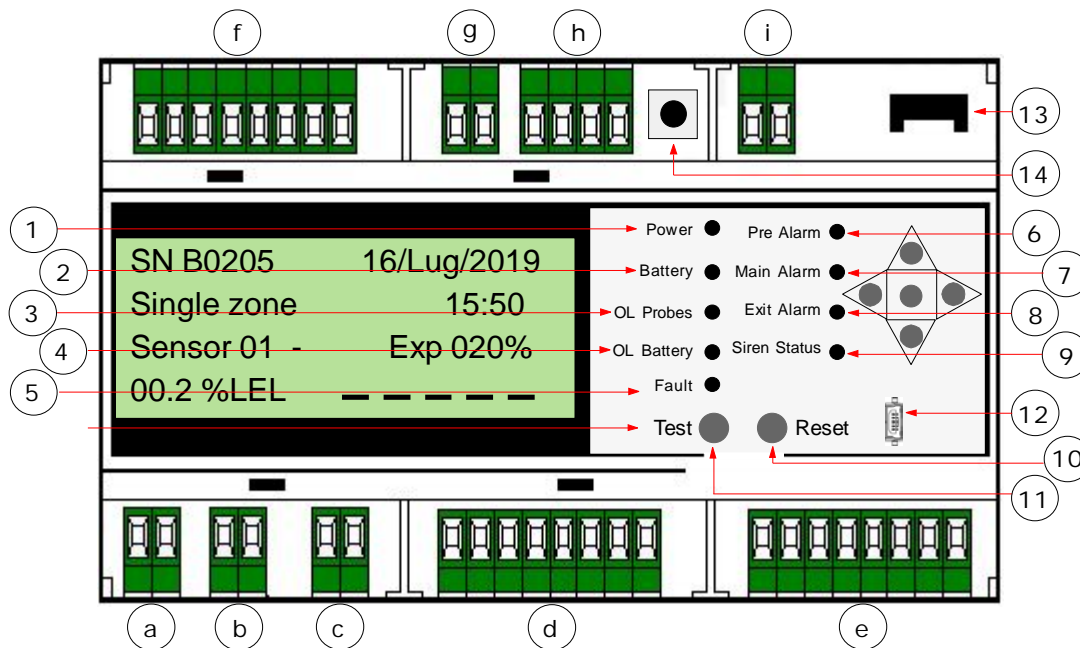 f g h i
13
14
1 Power Pre Alarm 6
SN B0205 16/Lug/2019
2 Battery Main Alarm 7
Single zone 15:50
3 OL Probes Exit Alarm 8
Sensor 01 - Exp 020%
4 OL Battery Siren Status 9
00.2 %LEL _ _ _ _ _
5 Fault
12
Test Reset
10
11
a b c d e